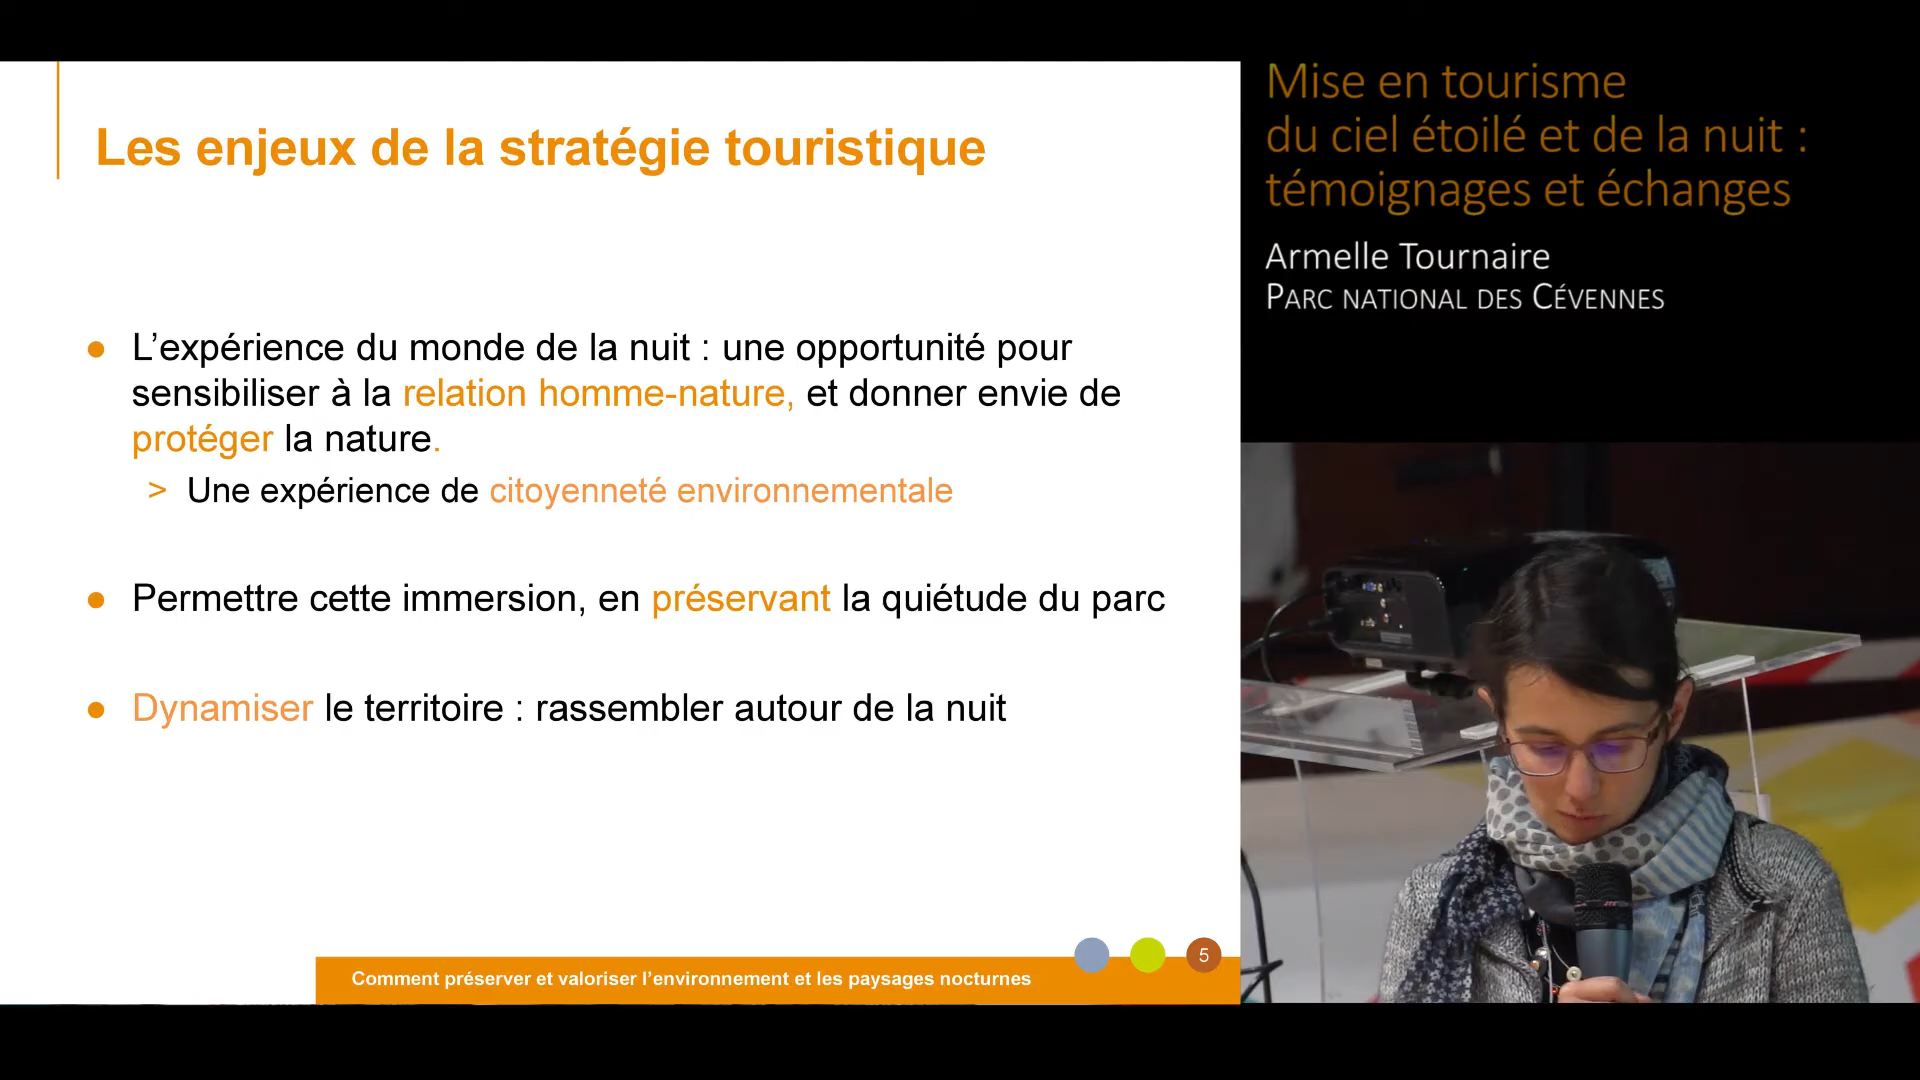 Les enjeux de la stratégie touristique
● L’expérience du monde de la nuit : une opportunité pour
sensibiliser à la relation homme-nature, et donner envie de
protéger la nature.
> Une expérience de citoyenneté environnementale
● Permettre cette immersion, en préservant la quiétude du parc
● Dynamiser le territoire : rassembler autour de la nuit
Comment préserver et valoriser l’environnement et les paysages nocturnes
5
Mise en tourisme
du ciel étoilé et de la nuit :
témoignages et échanges
Armelle Tournaire
PARC NATIONAL DES CÉVENNES